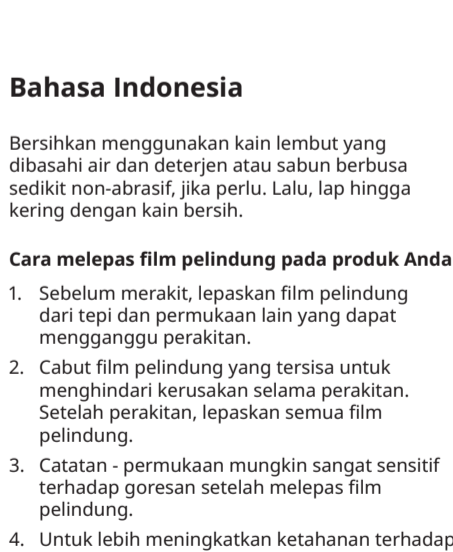 Bahasa Indonesia
Bersihkan menggunakan kain lembut yang
dibasahi air dan deterjen atau sabun berbusa
sedikit non-abrasif, jika perlu. Lalu, lap hingga
kering dengan kain bersih.
Cara melepas film pelindung pada produk Anda
1. Sebelum merakit, lepaskan film pelindung
dari tepi dan permukaan lain yang dapat
mengganggu perakitan.
2. Cabut film pelindung yang tersisa untuk
menghindari kerusakan selama perakitan.
Setelah perakitan, lepaskan semua film
pelindung.
3. Catatan - permukaan mungkin sangat sensitif
terhadap goresan setelah melepas film
pelindung.
4. Untuk lebih meningkatkan ketahanan terhadap